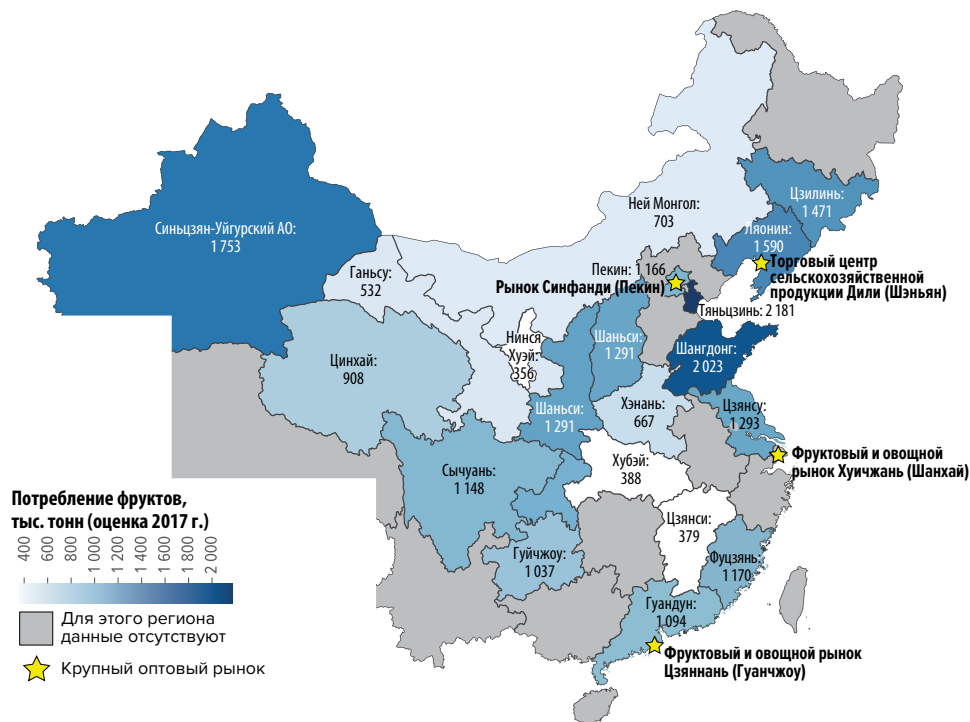 Цзилинь:
1 471
Ней Монгол:
703
Ляонин:
1 590
Синьцзян-Уйгурский АО:
1 753
Торговый центр
сельскохозяйственной
продукции Дили (Шэньян)
Ганьсу:
532
Пекин: 1 166
Рынок Синфанди (Пекин)
Тяньцзинь: 2 181
Нинся
Хуэй:
356
Шаньси:
1 291
Шангдонг:
2 023
Цинхай:
908
Шаньси:
1 291
Хэнань:
667
Цзянсу:
1 293
Фруктовый и овощной
рынок Хуичжань (Шанхай)
Хубэй:
388
Сычуань:
1 148
Цзянси:
379
Гуйчжоу:
1 037
Фуцзянь:
1 170
Гуандун:
1 094
Фруктовый и овощной рынок
Цзяннань (Гуанчжоу)
Потребление фруктов,
тыс. тонн (оценка 2017 г.)
400 600 800 1 000 1 200 1 400 1 600 1 800 2 000
Для этого региона
данные отсутствуют
Крупный оптовый рынок